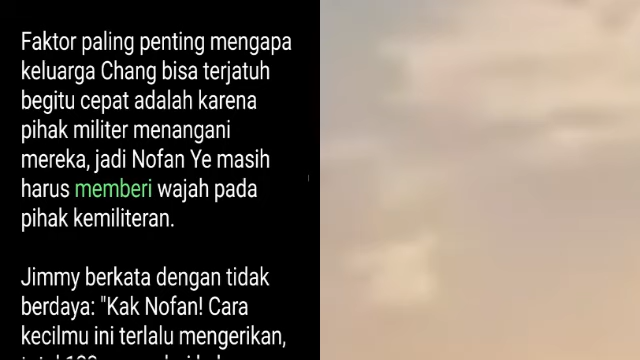 Faktor paling penting mengapa
keluarga Chang bisa terjatuh
begitu cepat adalah karena
pihak militer menangani
mereka, jadi Nofan Ye masih
harus memberi wajah pada
pihak kemiliteran.
Jimmy berkata dengan tidak
berdaya: "Kak Nofan! Cara
kecilmu ini terlalu mengerikan,